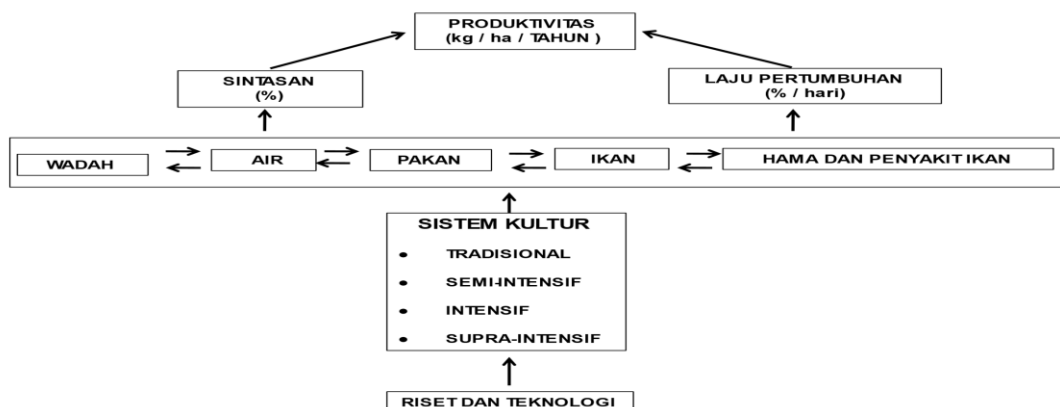 PRODUKTIVITAS
(kg / ha / TAHUN )
SINTASAN
(%)
LAJU PERTUMBUHAN
(% / hari)
WADAH
AIR
PAKAN
IKAN
HAMA DAN PENYAKIT IKAN
SISTEM KULTUR
• TRADISIONAL
• SEMI-INTENSIF
• INTENSIF
• SUPRA-INTENSIF
RISET DAN TEKNOLOGI